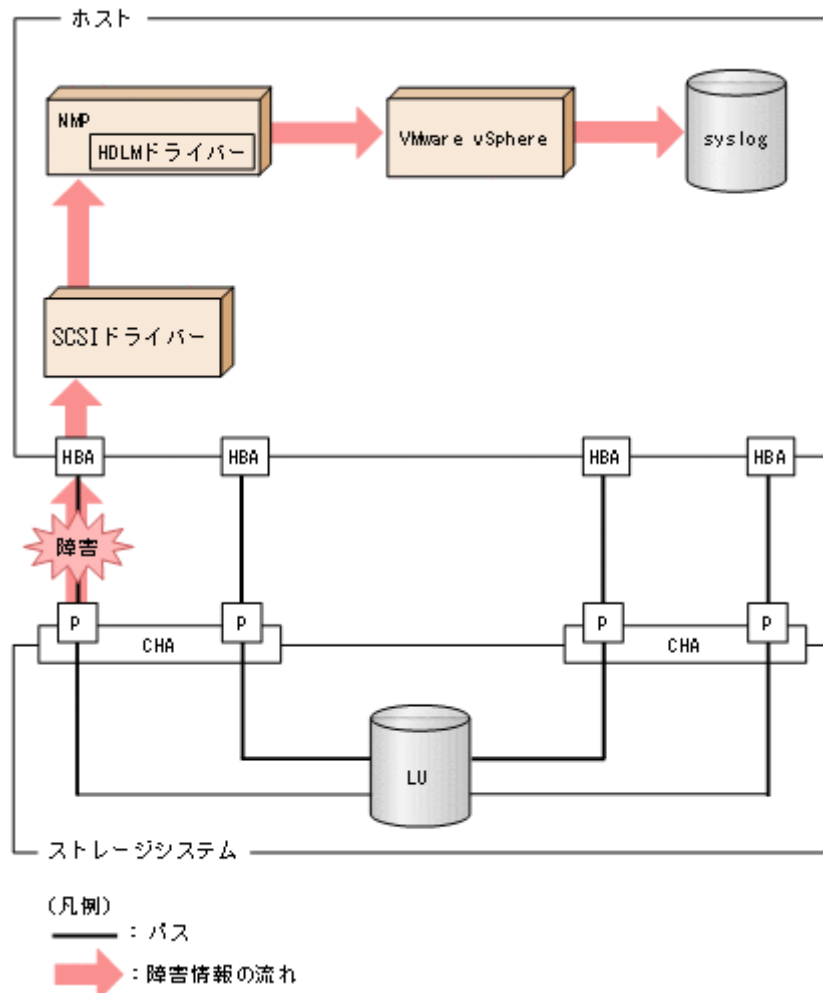 ホスト
NMP
HDLMドライバー
VMware vSphere
syslog
SCSIドライバー
HBA HBA HBA HBA
障害
P P P P
CHA CHA
LU
ストレージシステム
(凡例)
：パス
：障害情報の流れ